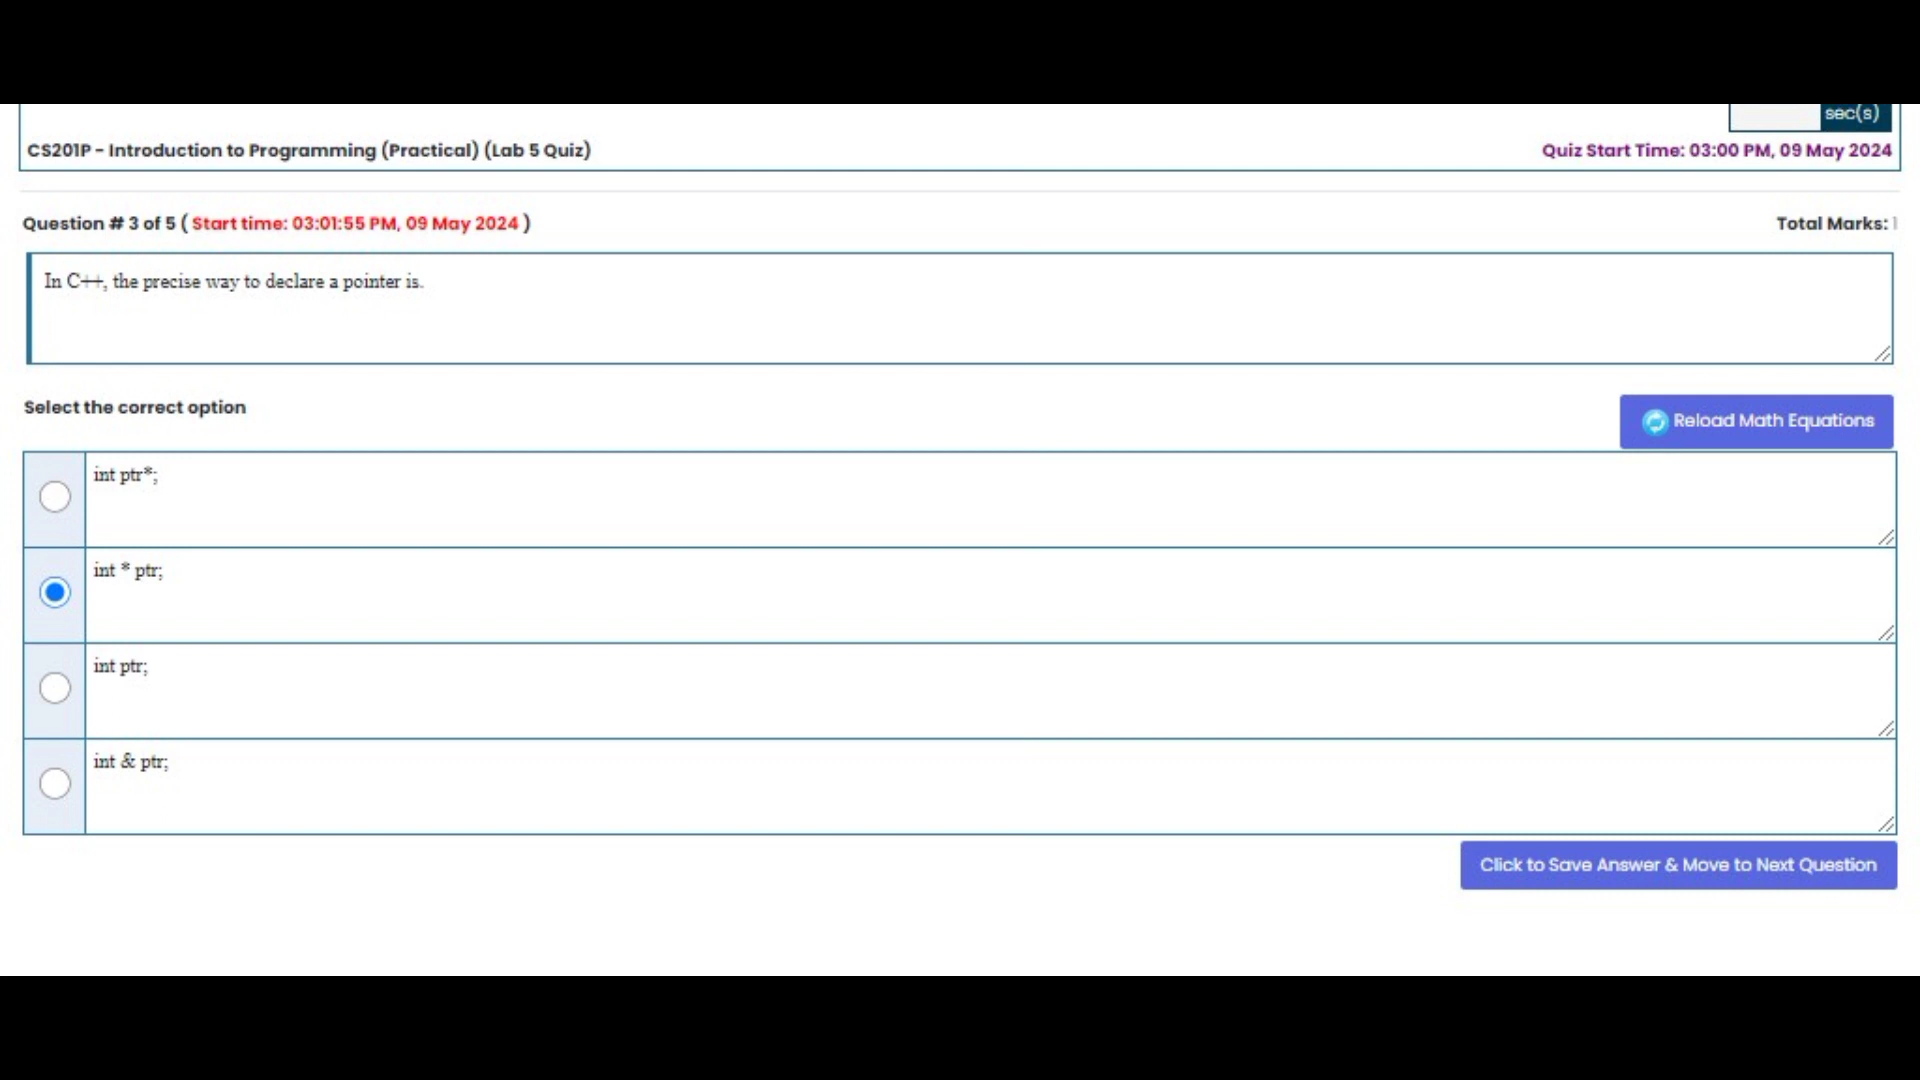 sec(s)
CS201P - Introduction to Programming (Practical) (Lab 5 Quiz)
Quiz Start Time: 03:00 PM, 09 May 2024
Question # 3 of 5 ( Start time: 03:01:55 PM, 09 May 2024 )
Total Marks: 1
In C++, the precise way to declare a pointer is.
Select the correct option
Reload Math Equations
int ptr*;
int * ptr;
int ptr;
int & ptr;
Click to Save Answer & Move to Next Question